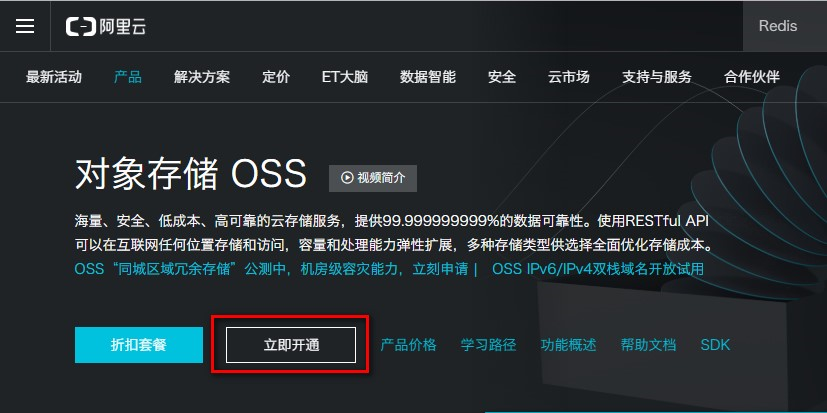 阿里云
Redis
最新活动 产品 解决方案 定价 ET大脑 数据智能 安全 云市场 支持与服务 合作伙伴
对象存储 OSS 视频简介
海量、安全、低成本、高可靠的云存储服务，提供99.999999999%的数据可靠性。使用RESTful API
可以在互联网任何位置存储和访问，容量和处理能力弹性扩展，多种存储类型供选择全面优化存储成本。
OSS“同城区域冗余存储”公测中，机房级容灾能力，立刻申请 | OSS IPv6/IPv4双栈域名开放试用
折扣套餐 立即开通 产品价格 学习路径 功能概述 帮助文档 SDK